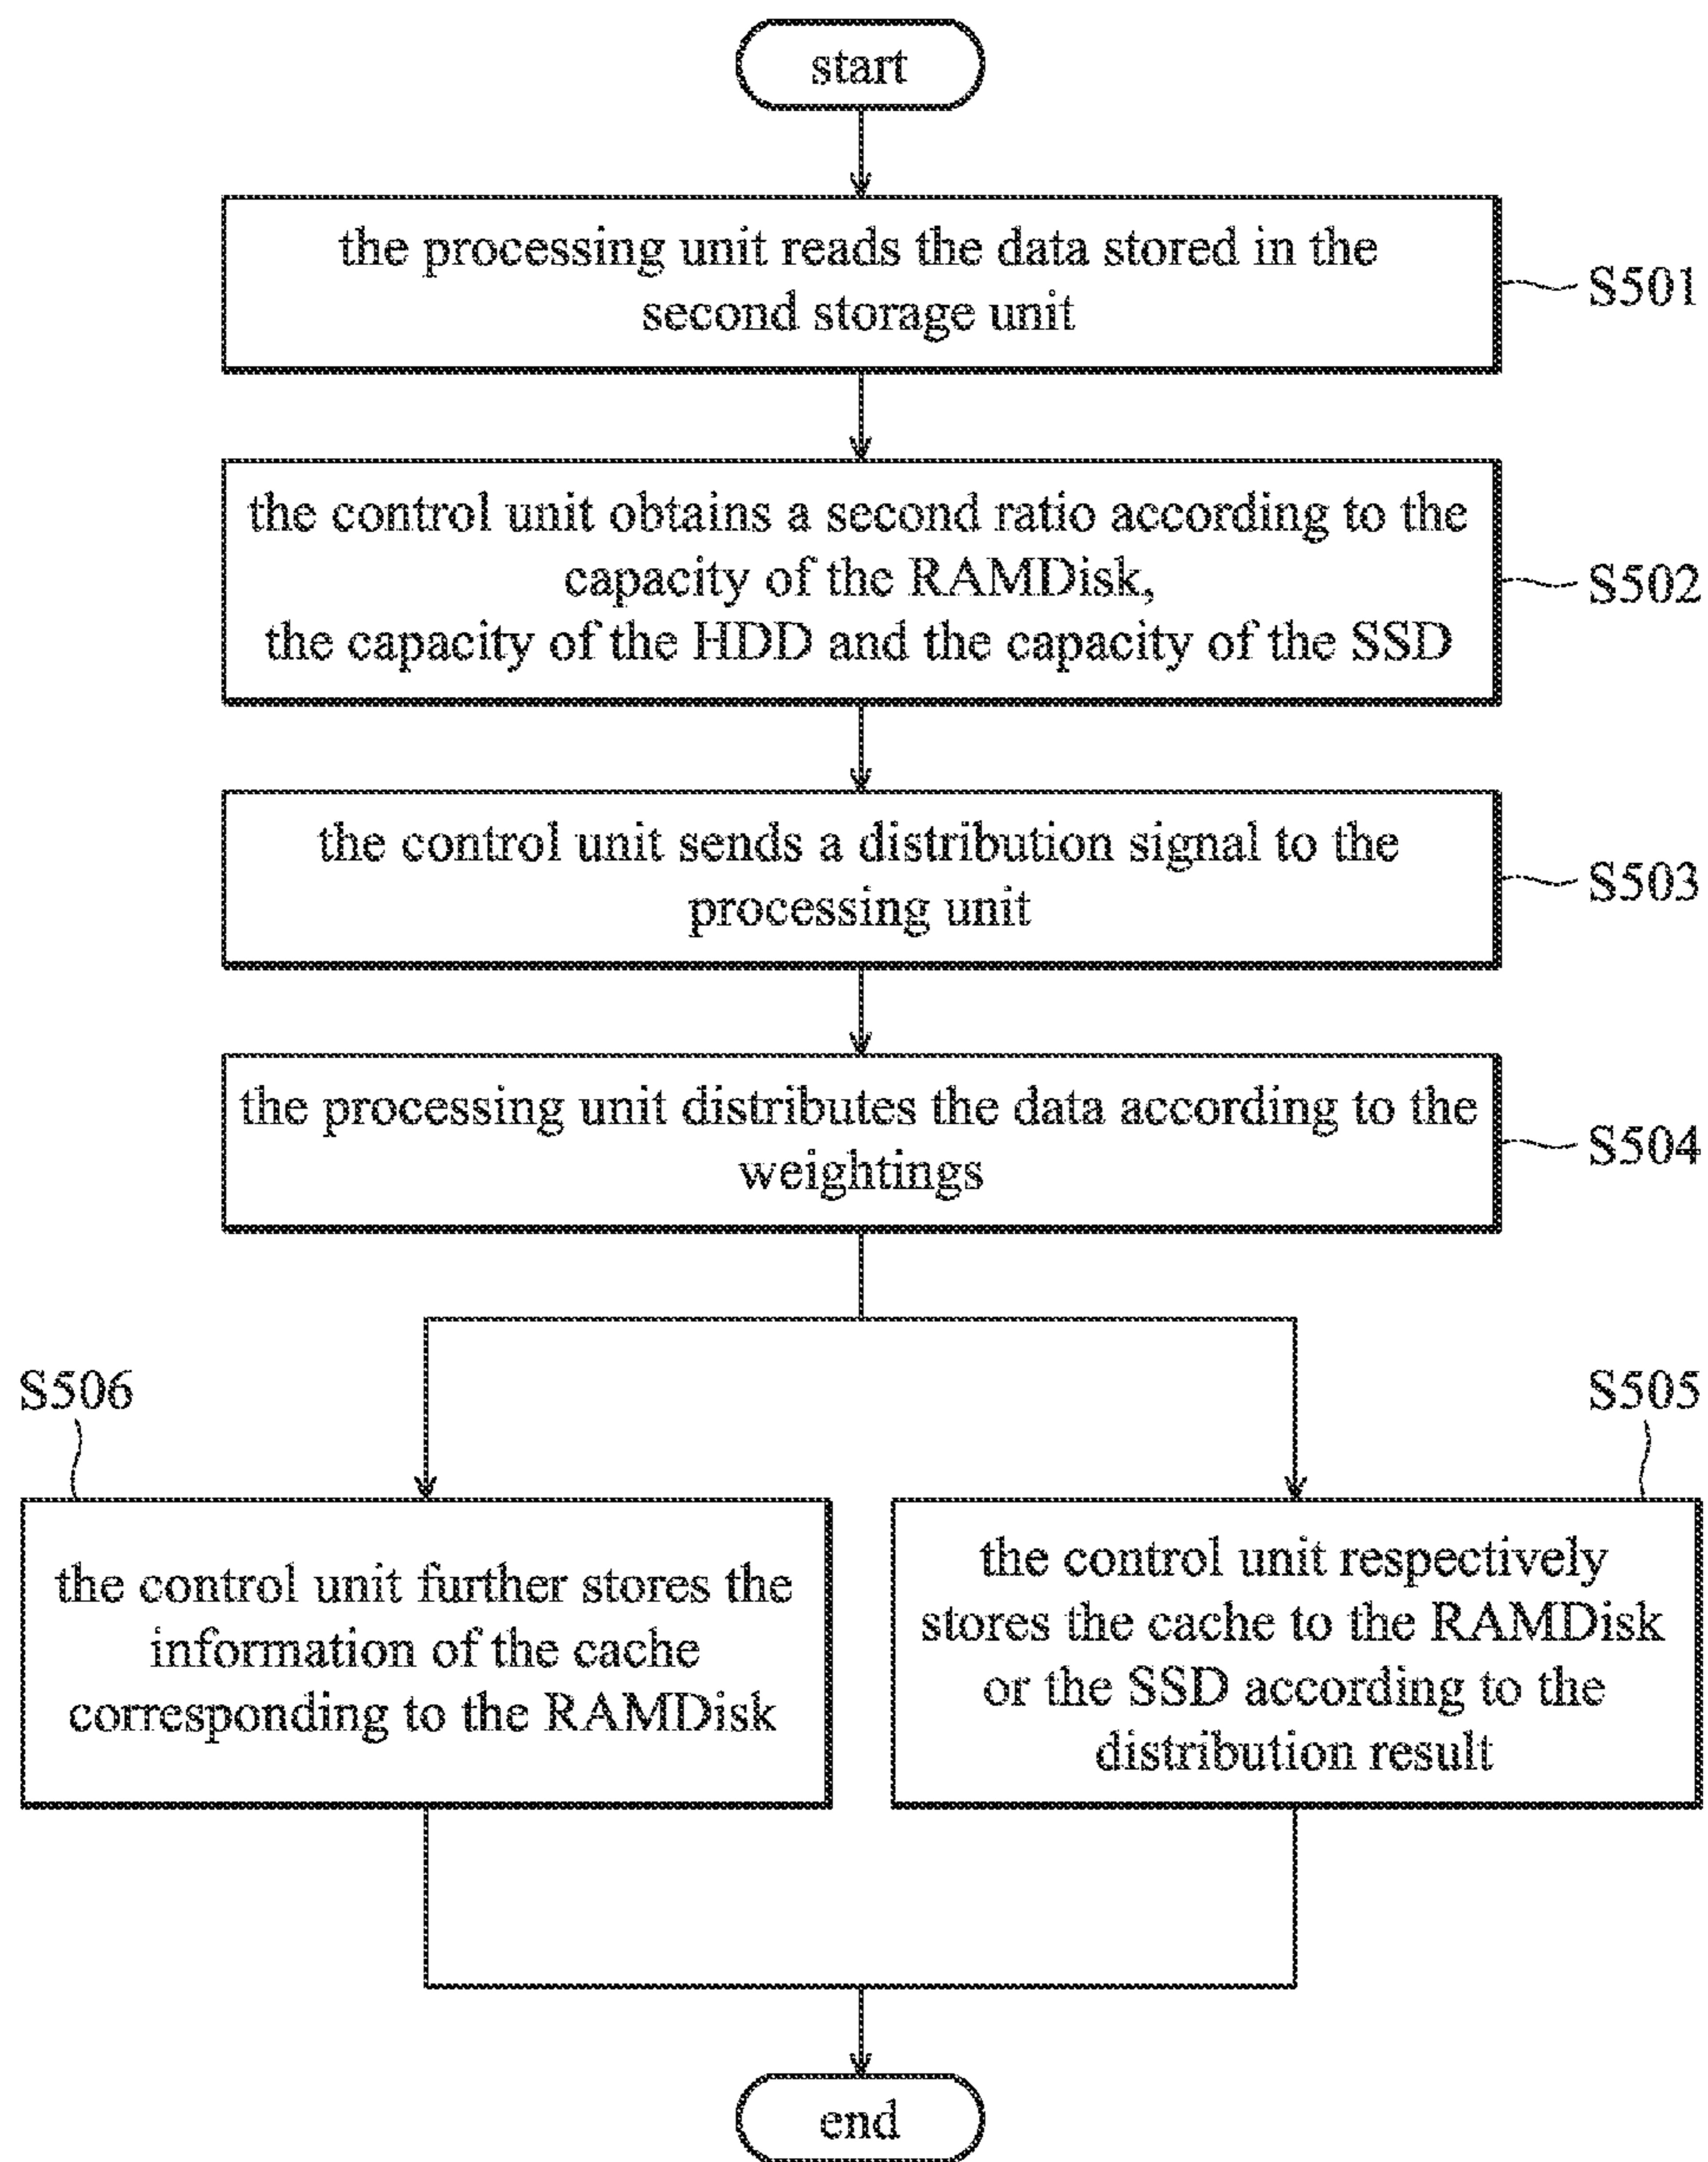 start
the processing unit reads the data stored in the
second storage unit
S501
the control unit obtains a second ratio according to the
capacity of the RAMDisk,
the capacity of the HDD and the capacity of the SSD
S502
the control unit sends a distribution signal to the
processing unit
S503
the processing unit distributes the data according to the
weightings
S504
S506
the control unit further stores the
information of the cache
corresponding to the RAMDisk
S505
the control unit respectively
stores the cache to the RAMDisk
or the SSD according to the
distribution result
end